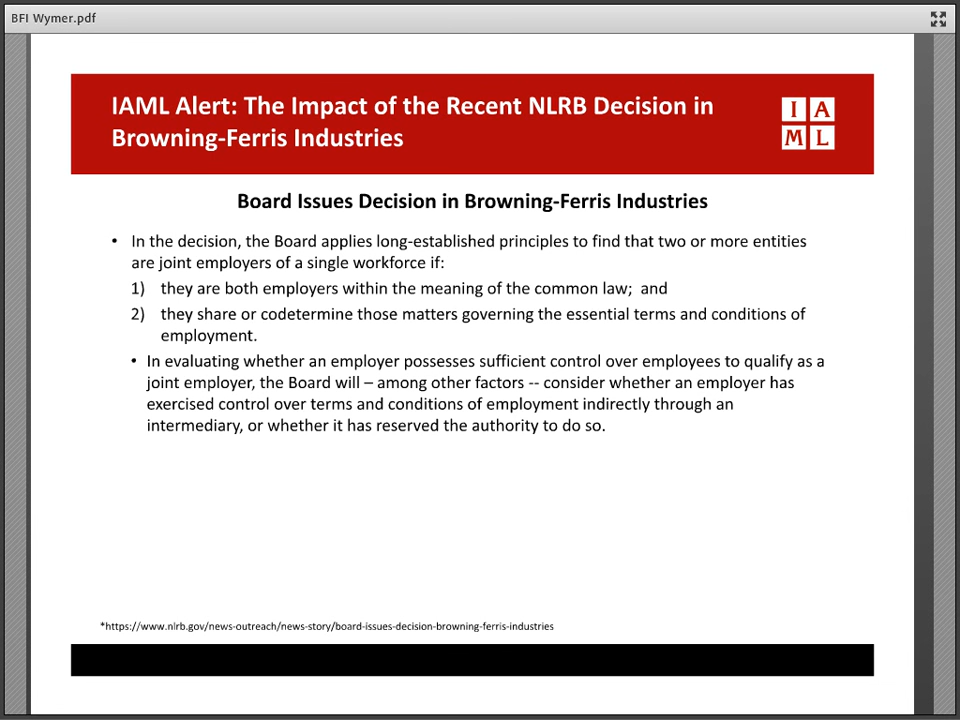 BFI Wymer.pdf
IAML Alert: The Impact of the Recent NLRB Decision in
Browning-Ferris Industries
I A
M L
Board Issues Decision in Browning-Ferris Industries
• In the decision, the Board applies long-established principles to find that two or more entities
are joint employers of a single workforce if:
1) they are both employers within the meaning of the common law; and
2) they share or codetermine those matters governing the essential terms and conditions of
employment.
• In evaluating whether an employer possesses sufficient control over employees to qualify as a
joint employer, the Board will – among other factors -- consider whether an employer has
exercised control over terms and conditions of employment indirectly through an
intermediary, or whether it has reserved the authority to do so.
*https://www.nlrb.gov/news-outreach/news-story/board-issues-decision-browning-ferris-industries